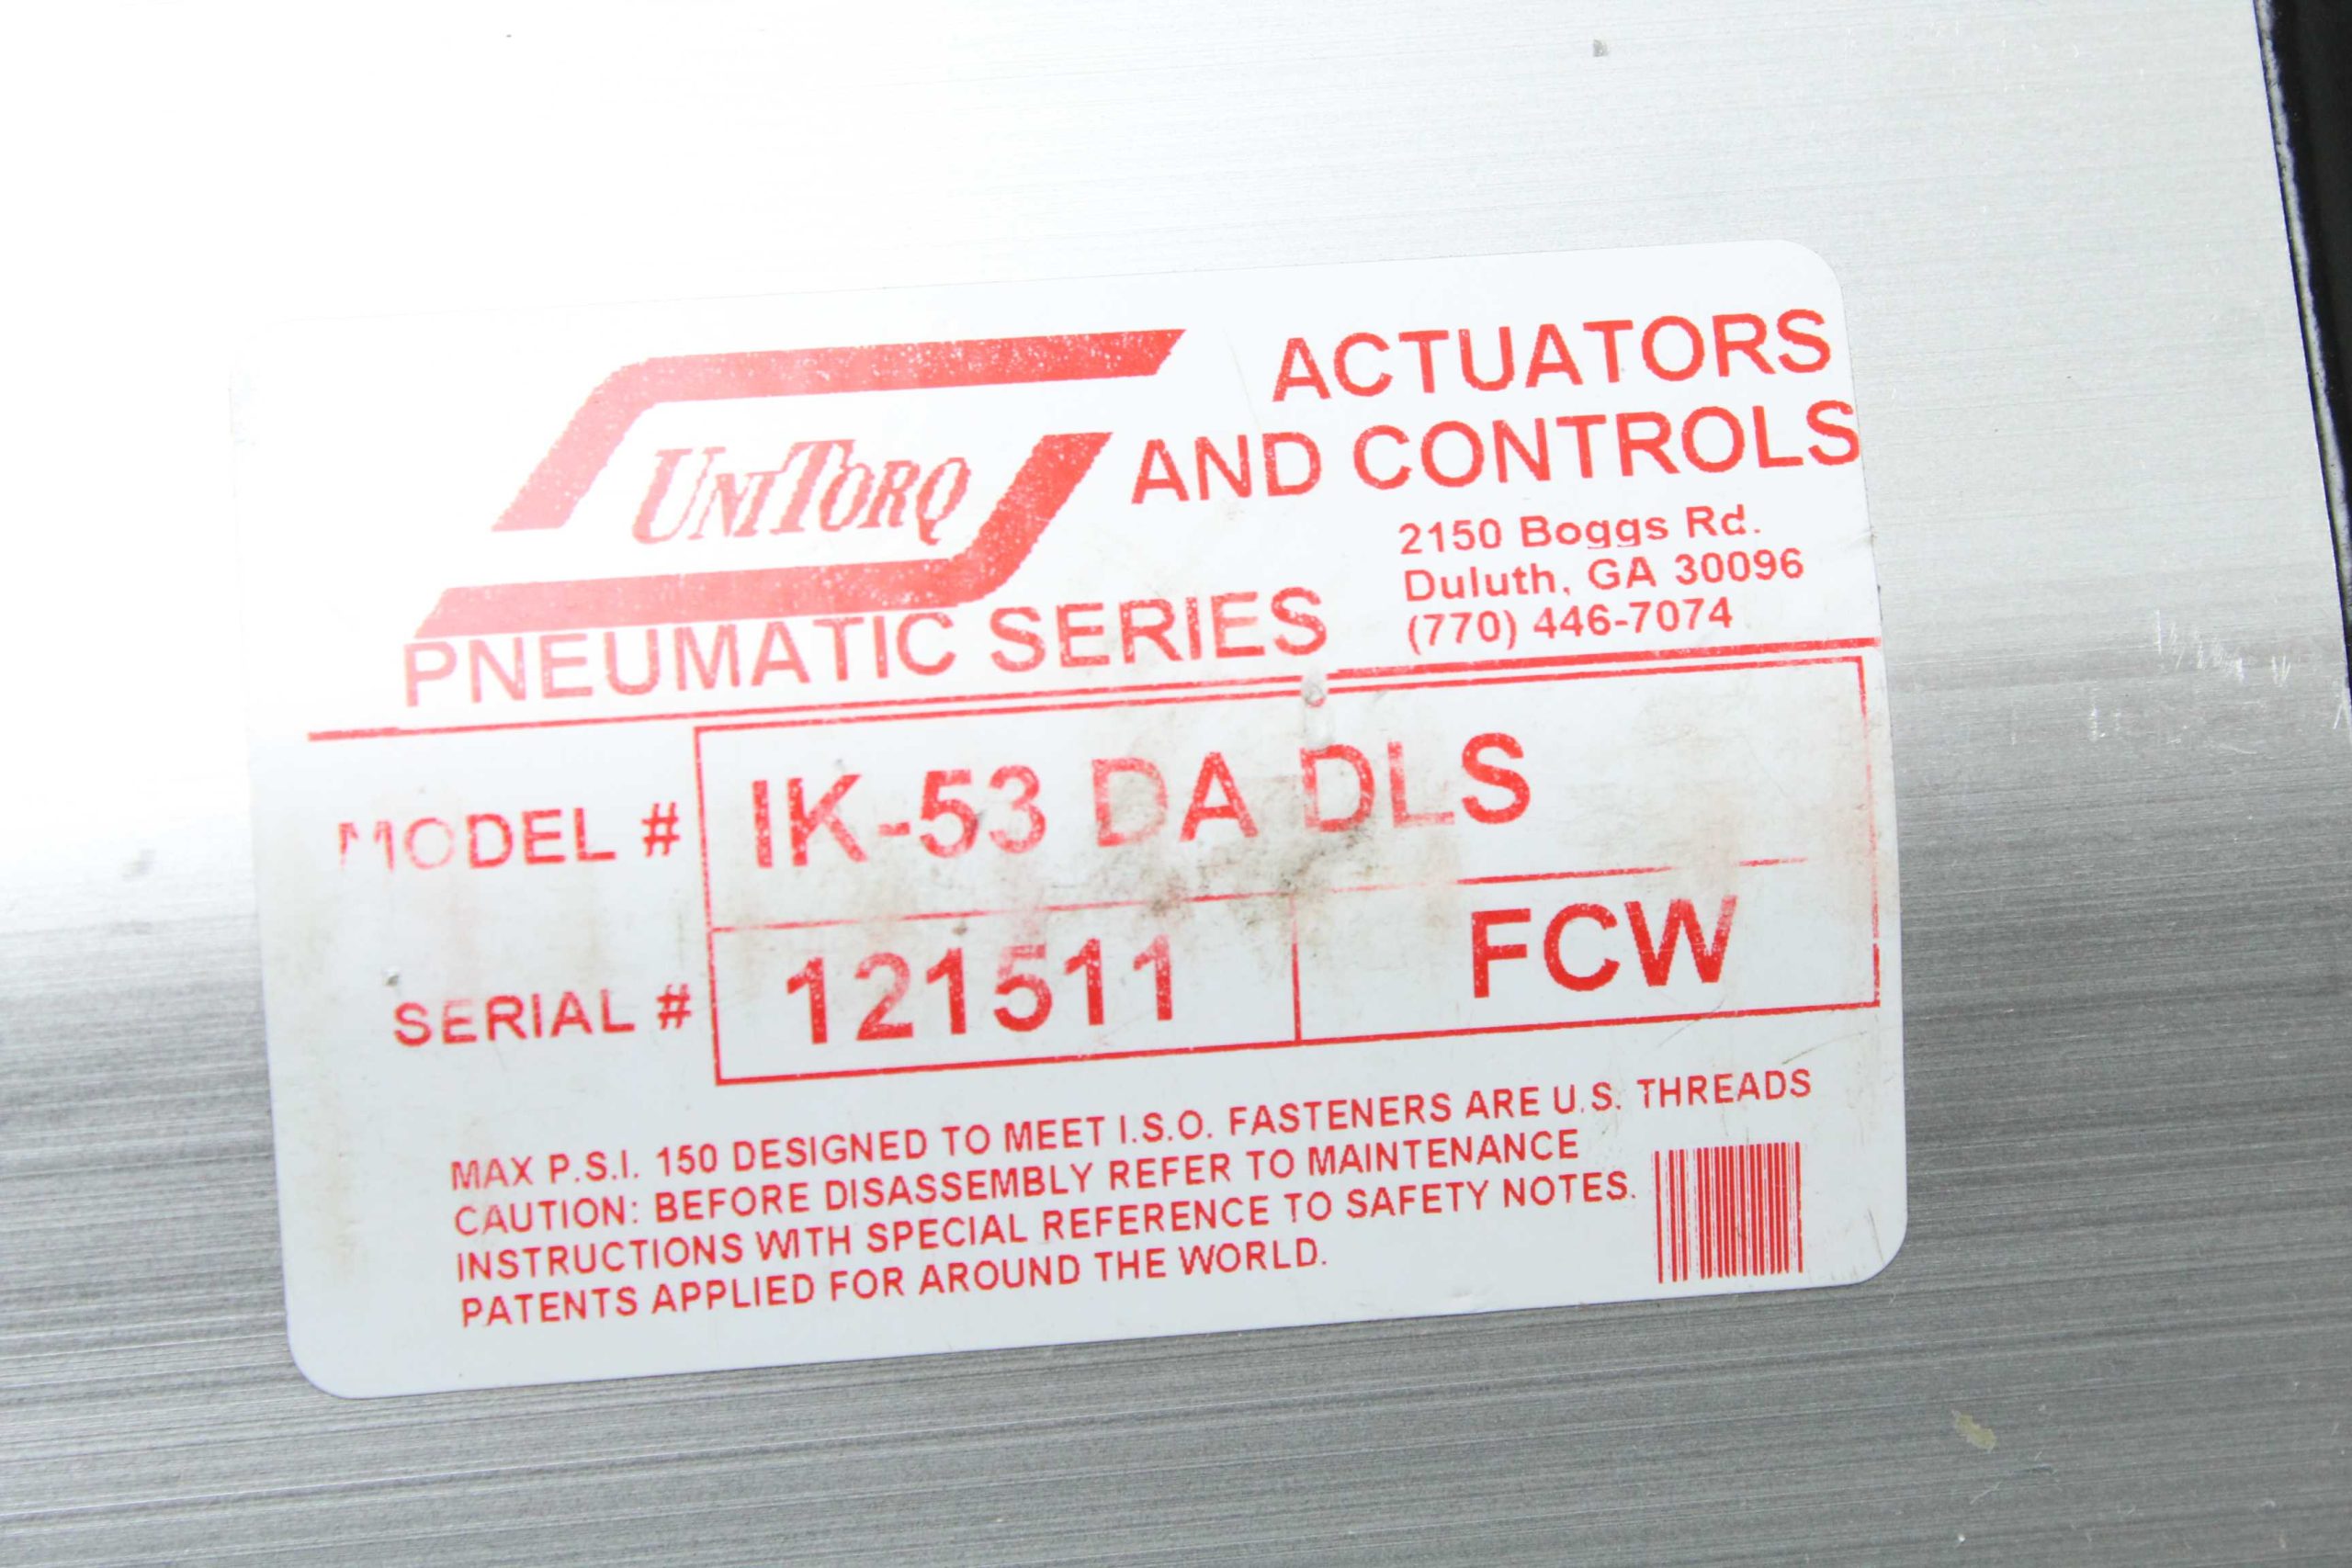 UNITORQ
ACTUATORS
AND CONTROLS
2150 Boggs Rd.
Duluth, GA 30096
(770) 446-7074
PNEUMATIC SERIES
MODEL # IK-53 DA DLS
SERIAL # 121511 FCW
MAX P.S.I. 150 DESIGNED TO MEET I.S.O. FASTENERS ARE U.S. THREADS
CAUTION: BEFORE DISASSEMBLY REFER TO MAINTENANCE
INSTRUCTIONS WITH SPECIAL REFERENCE TO SAFETY NOTES.
PATENTS APPLIED FOR AROUND THE WORLD.